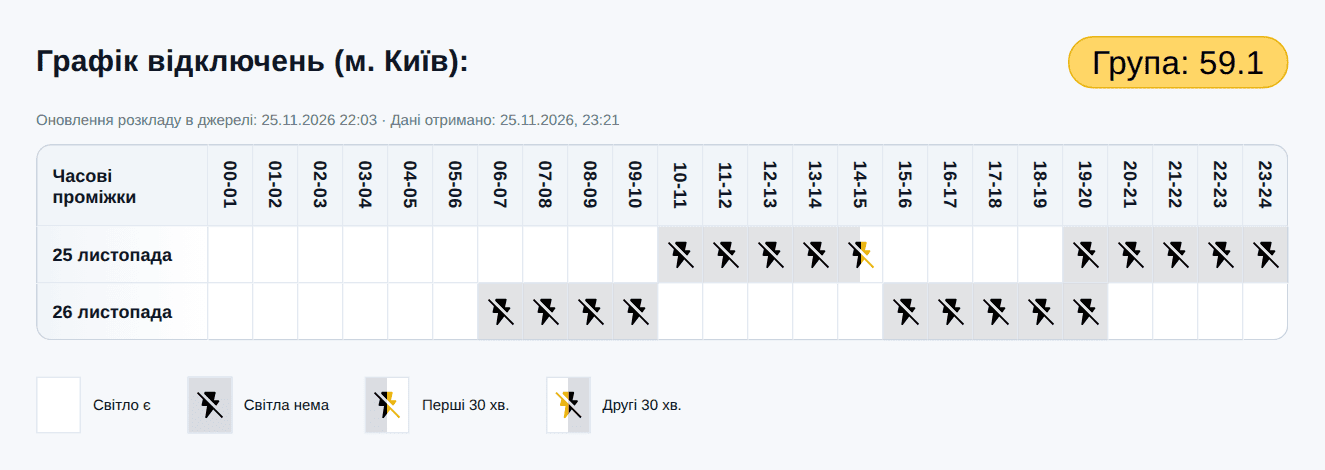 Графік відключень (м. Київ):
Група: 59.1
Оновлення розкладу в джерелі: 25.11.2026 22:03 · Дані отримано: 25.11.2026, 23:21
Часові
проміжки
00-01
01-02
02-03
03-04
04-05
05-06
06-07
07-08
08-09
09-10
10-11
11-12
12-13
13-14
14-15
15-16
16-17
17-18
18-19
19-20
20-21
21-22
22-23
23-24
25 листопада
26 листопада
Світло є
Світла нема
Перші 30 хв.
Другі 30 хв.